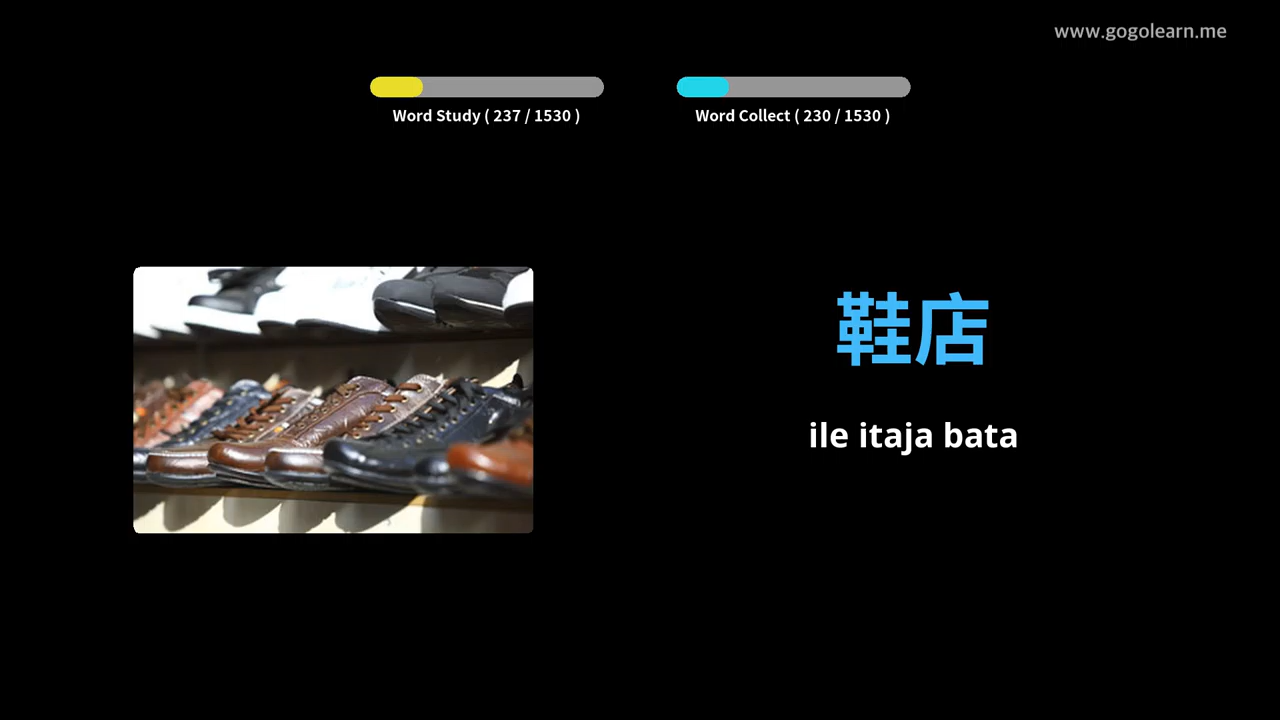 www.gogolearn.me
Word Study ( 237 / 1530 )
Word Collect ( 230 / 1530 )
鞋店
ile itaja bata